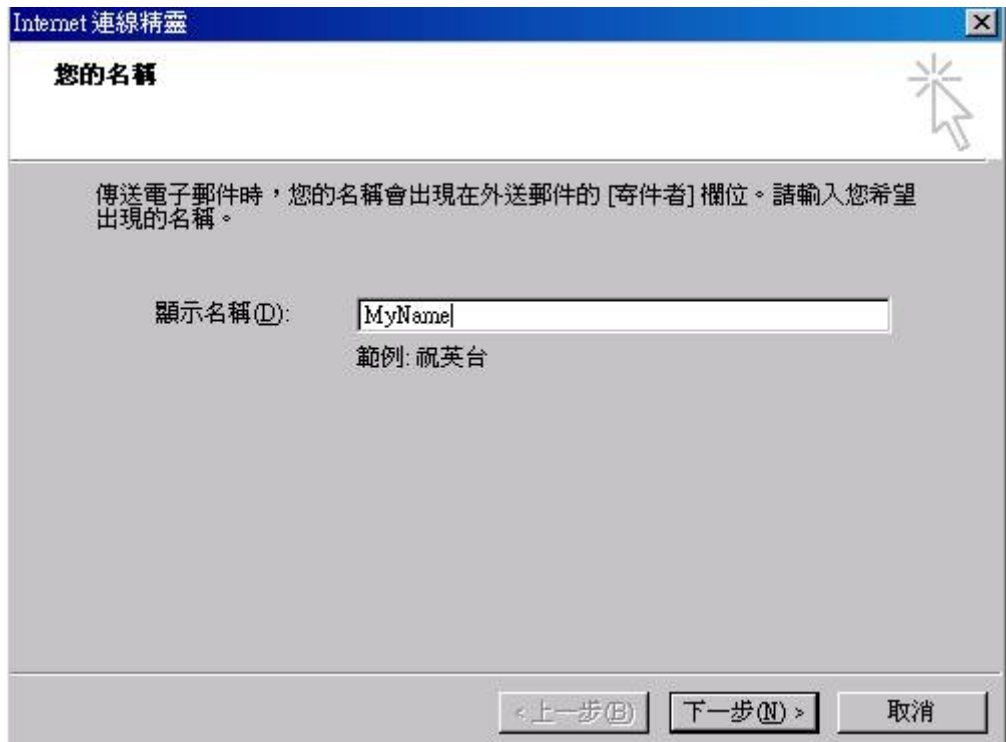 Internet 連線精靈
您的名稱
傳送電子郵件時，您的名稱會出現在外送郵件的 [寄件者] 欄位。請輸入您希望
出現的名稱。
顯示名稱(D): MyName
範例: 祝英台
<上一步(B) 下一步(N) > 取消